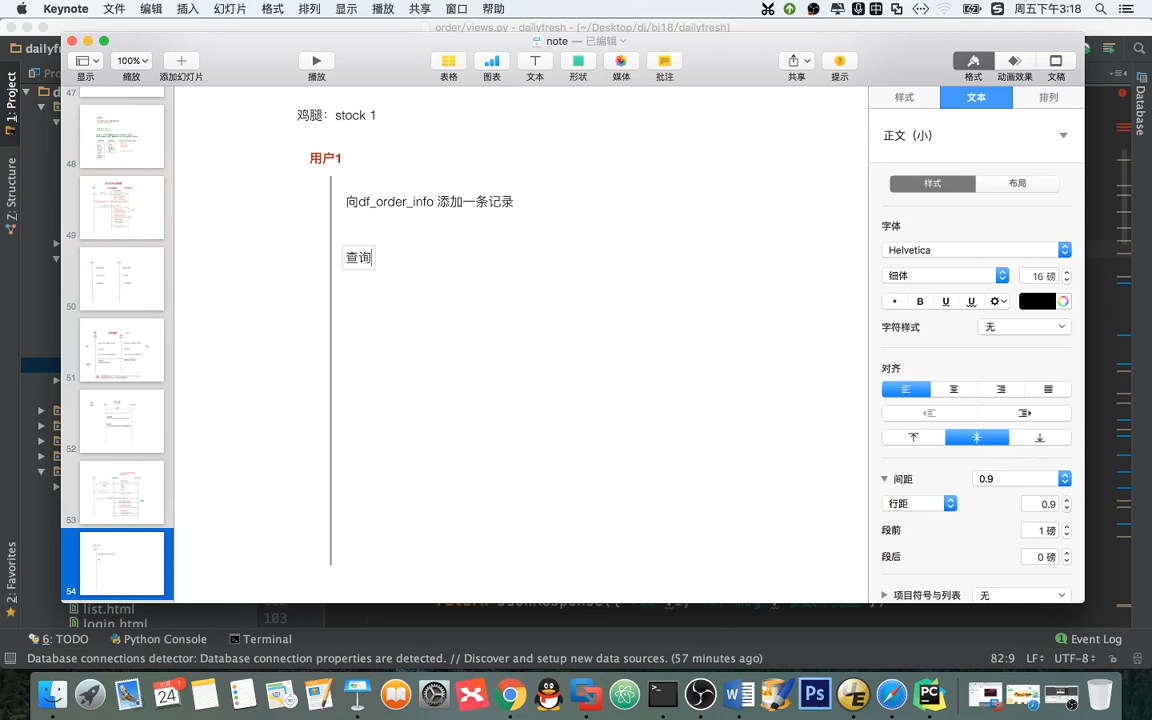 Keynote 文件 编辑 插入 幻灯片 格式 排列 显示 播放 共享 窗口 帮助 周五下午3:18
order/views.py - dailyfresh - [~/Desktop/dj/bj18/dailyfresh]
note — 已编辑
100%
显示 缩放 添加幻灯片 播放 表格 图表 文本 形状 媒体 批注 共享 提示 格式 动画效果 文稿
样式 文本 排列
正文（小）
样式 布局
字体
Helvetica
细体 16 磅
B U U
字符样式 无
对齐
间距 0.9
行距 0.9
段前 1 磅
段后 0 磅
项目符号与列表 无
鸡腿：stock 1
用户1
向df_order_info 添加一条记录
查询
47
48
49
50
51
52
53
54
1: Project
Z: Structure
2: Favorites
Database
list.html
login.html
103
6: TODO Python Console Terminal 1 Event Log
Database connections detector: Database connection properties are detected. // Discover and setup new data sources. (57 minutes ago) 82:9 LF÷ UTF-8÷
24
1
W Ps PC